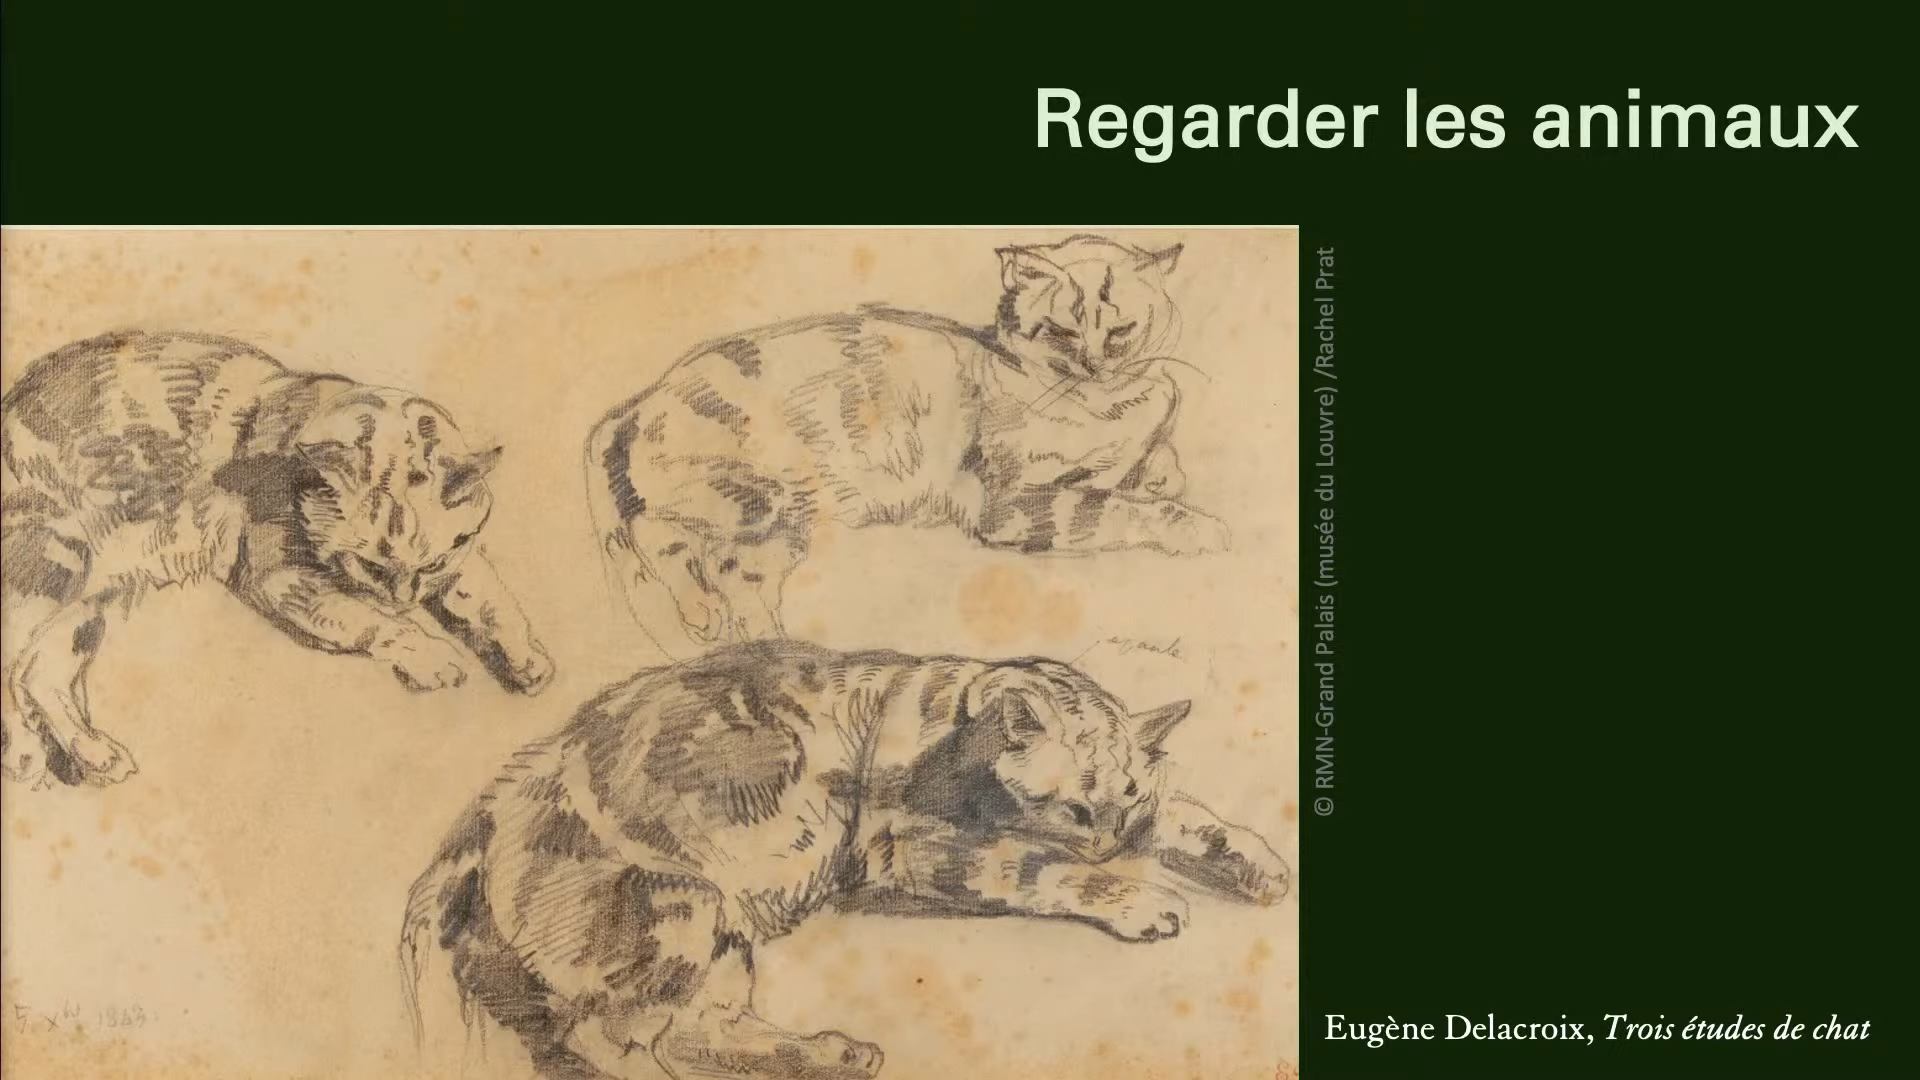 Regarder les animaux
© RMN-Grand Palais (musée du Louvre) /Rachel Prat
Eugène Delacroix, Trois études de chat